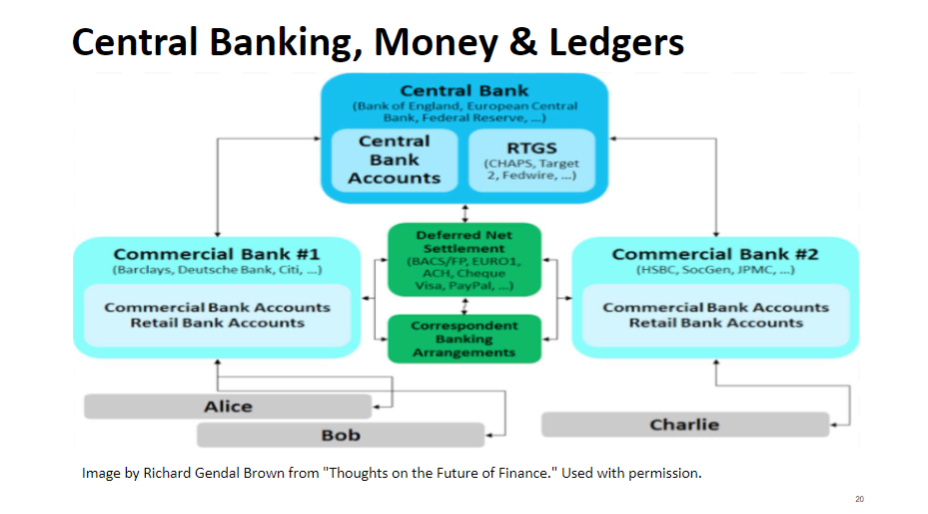 Central Banking, Money & Ledgers
Central Bank
(Bank of England, European Central
Bank, Federal Reserve, ...)
Central
Bank
Accounts
RTGS
(CHAPS, Target
2, Fedwire, ...)
Deferred Net
Settlement
(BACS/FP, EURO1,
ACH, Cheque
Visa, PayPal, ...)
Commercial Bank #1
(Barclays, Deutsche Bank, Citi, ...)
Commercial Bank Accounts
Retail Bank Accounts
Commercial Bank #2
(HSBC, SocGen, JPMC, ...)
Commercial Bank Accounts
Retail Bank Accounts
Correspondent
Banking
Arrangements
Alice
Bob
Charlie
Image by Richard Gendal Brown from "Thoughts on the Future of Finance." Used with permission.
20